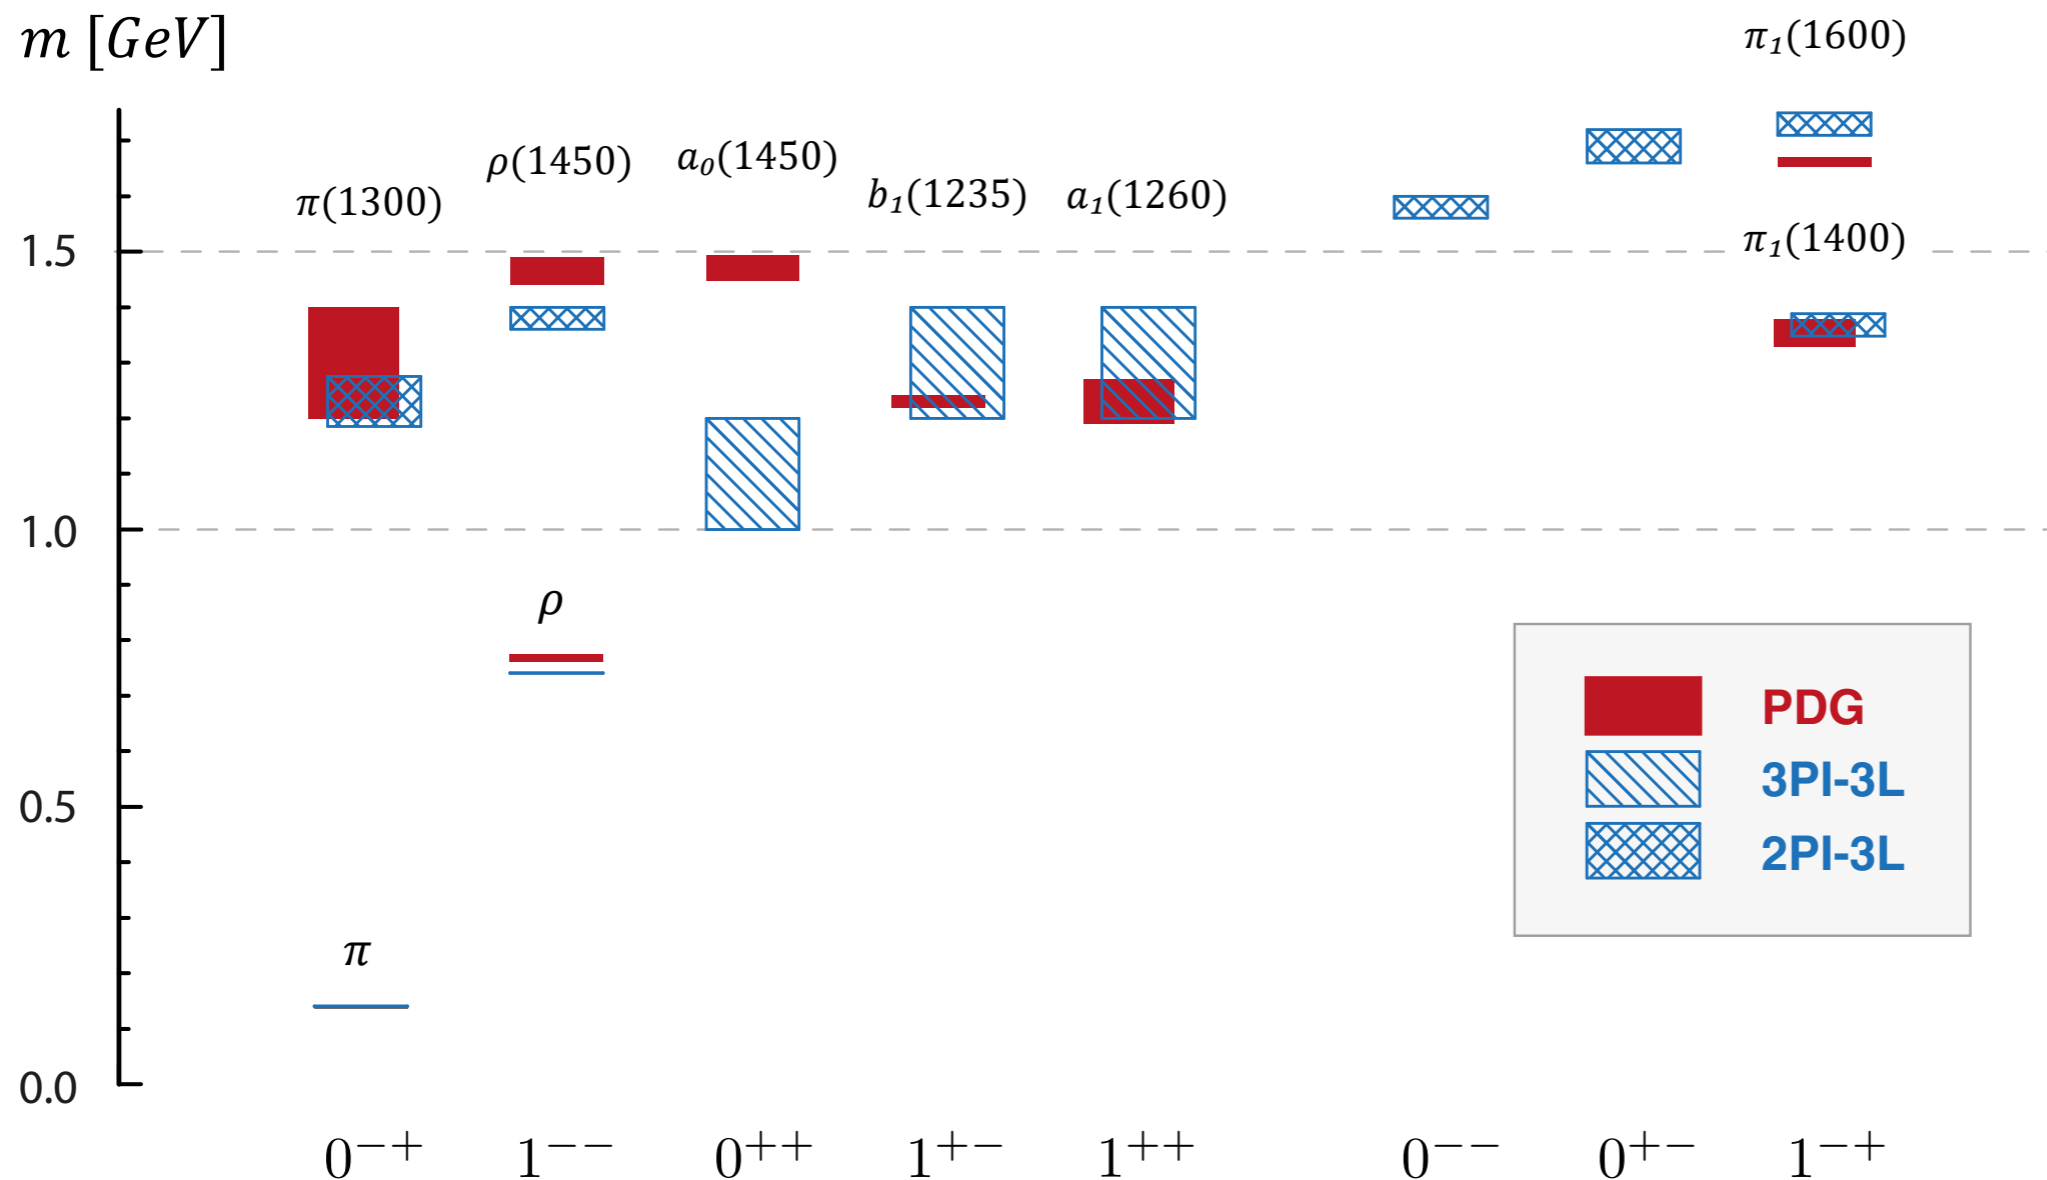 m [GeV]
π₁(1600)
ρ(1450)
a₀(1450)
π(1300)
b₁(1235)
a₁(1260)
1.5
π₁(1400)
1.0
ρ
PDG
3PI-3L
0.5
2PI-3L
π
0.0
0⁻⁺ 1⁻⁻ 0⁺⁺ 1⁺⁻ 1⁺⁺ 0⁻⁻ 0⁺⁻ 1⁻⁺